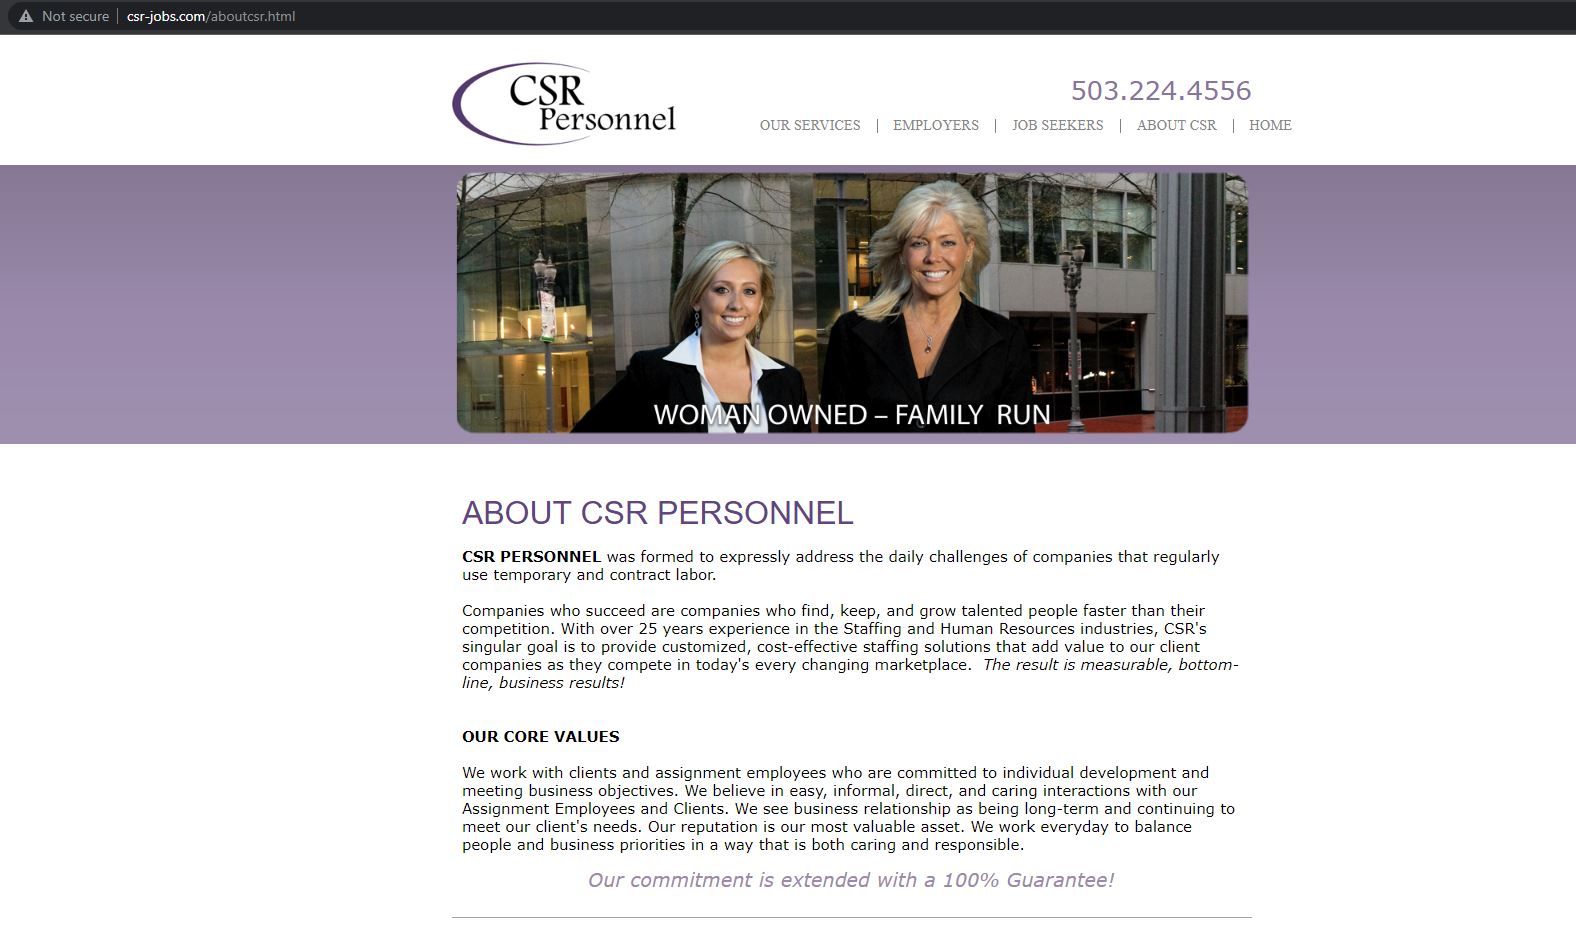 Not secure | csr-jobs.com/aboutcsr.html
CSR
Personnel
503.224.4556
OUR SERVICES | EMPLOYERS | JOB SEEKERS | ABOUT CSR | HOME
WOMAN OWNED – FAMILY RUN
ABOUT CSR PERSONNEL
CSR PERSONNEL was formed to expressly address the daily challenges of companies that regularly
use temporary and contract labor.
Companies who succeed are companies who find, keep, and grow talented people faster than their
competition. With over 25 years experience in the Staffing and Human Resources industries, CSR's
singular goal is to provide customized, cost-effective staffing solutions that add value to our client
companies as they compete in today's every changing marketplace. The result is measurable, bottom-
line, business results!
OUR CORE VALUES
We work with clients and assignment employees who are committed to individual development and
meeting business objectives. We believe in easy, informal, direct, and caring interactions with our
Assignment Employees and Clients. We see business relationship as being long-term and continuing to
meet our client's needs. Our reputation is our most valuable asset. We work everyday to balance
people and business priorities in a way that is both caring and responsible.
Our commitment is extended with a 100% Guarantee!